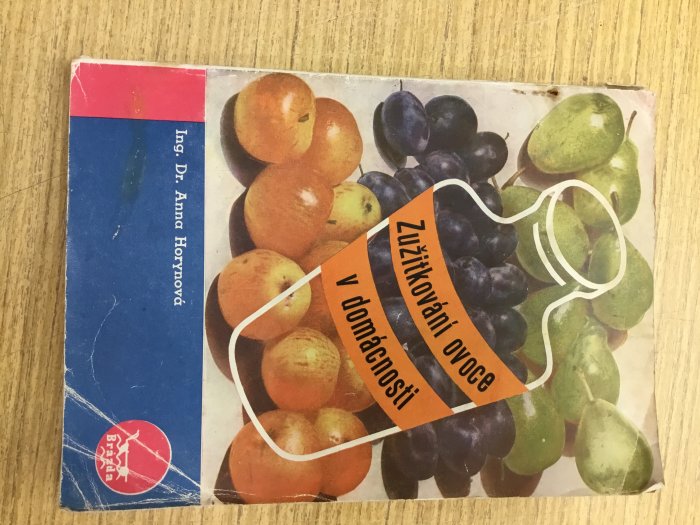 Zužitkování ovoce
v domácnosti
Ing. Dr. Anna Horynová
Brázda